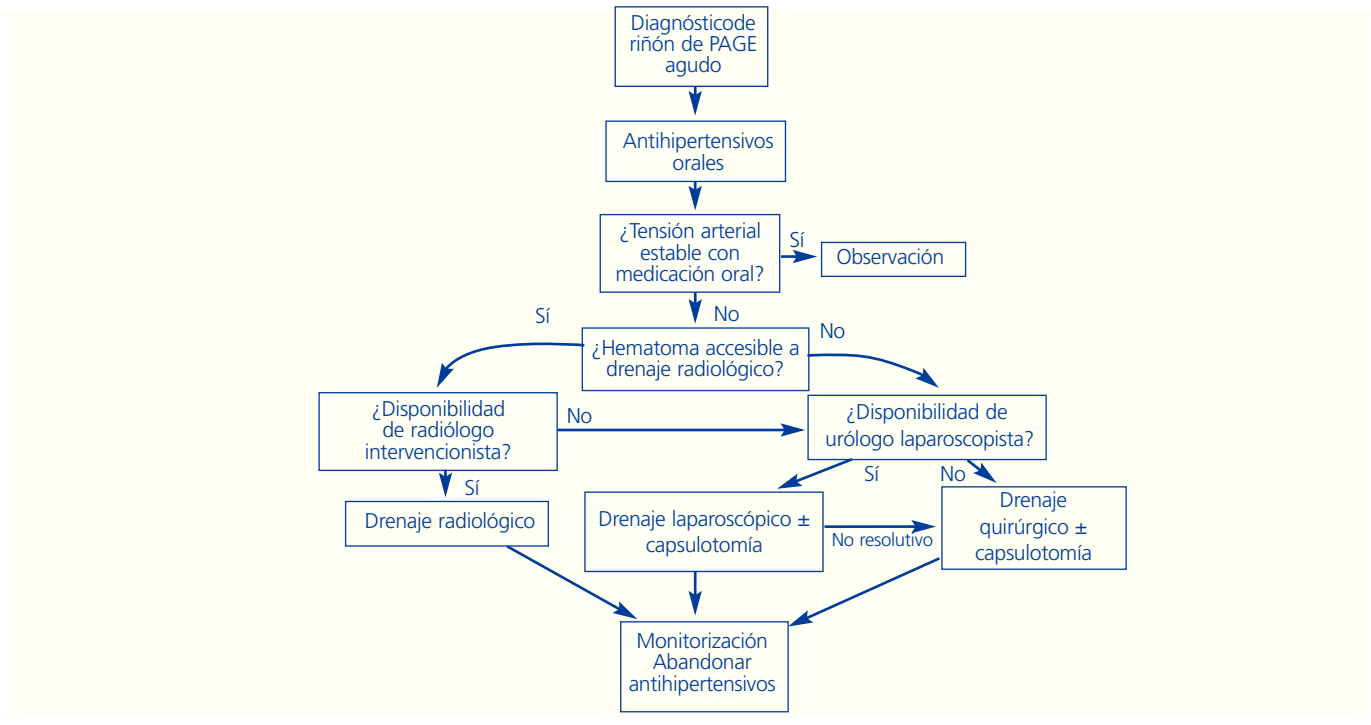 Diagnósticode
riñón de PAGE
agudo
Antihipertensivos
orales
¿Tensión arterial
estable con
medicación oral?
Sí
Observación
No
Sí
¿Hematoma accesible a
drenaje radiológico?
No
¿Disponibilidad
de radiólogo
intervencionista?
No
¿Disponibilidad de
urólogo laparoscopista?
Sí
Sí
No
Drenaje radiológico
Drenaje laparoscópico ±
capsulotomía
No resolutivo
Drenaje
quirúrgico ±
capsulotomía
Monitorización
Abandonar
antihipertensivos